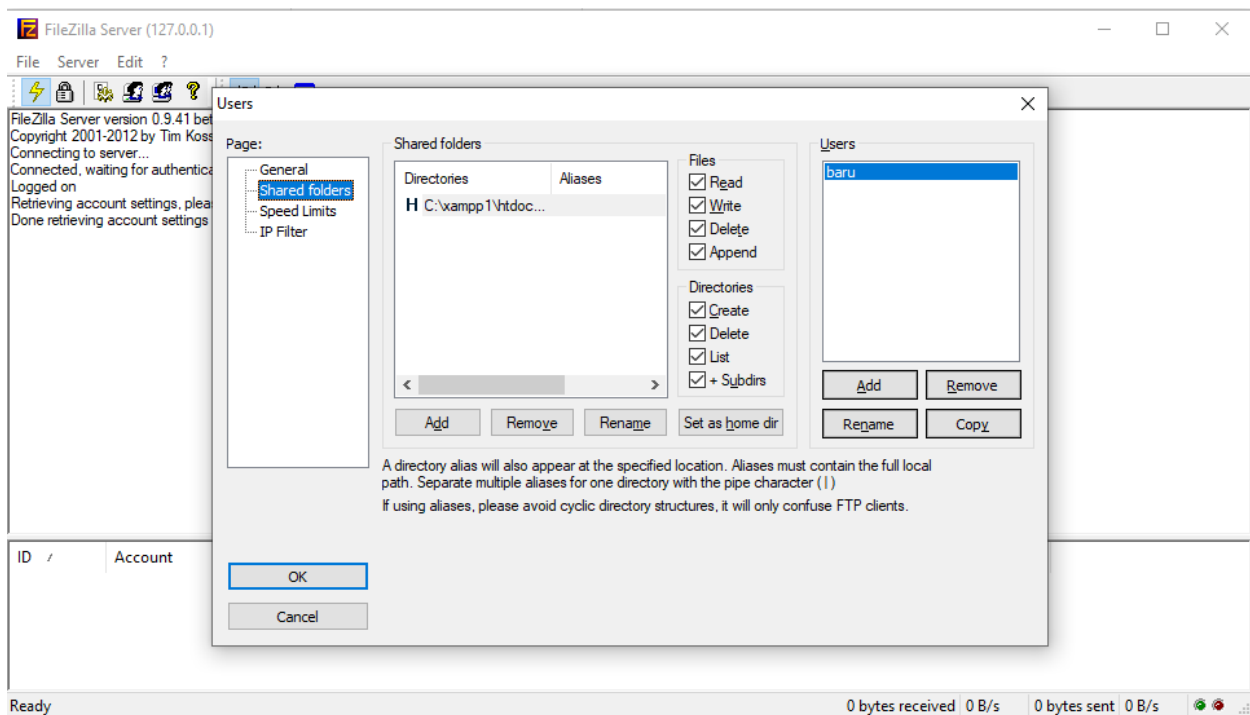 FileZilla Server (127.0.0.1)
File Server Edit ?
FileZilla Server version 0.9.41 bet
Copyright 2001-2012 by Tim Koss
Connecting to server...
Connected, waiting for authentica
Logged on
Retrieving account settings, plea
Done retrieving account settings
Users
Page:
General
Shared folders
Speed Limits
IP Filter
Shared folders
Directories Aliases
H C:\xampp1\htdoc...
Files
Read
Write
Delete
Append
Directories
Create
Delete
List
+ Subdirs
Add Remove Rename Set as home dir
Users
baru
Add Remove
Rename Copy
A directory alias will also appear at the specified location. Aliases must contain the full local
path. Separate multiple aliases for one directory with the pipe character (|)
If using aliases, please avoid cyclic directory structures, it will only confuse FTP clients.
OK
Cancel
ID / Account
Ready 0 bytes received 0 B/s 0 bytes sent 0 B/s